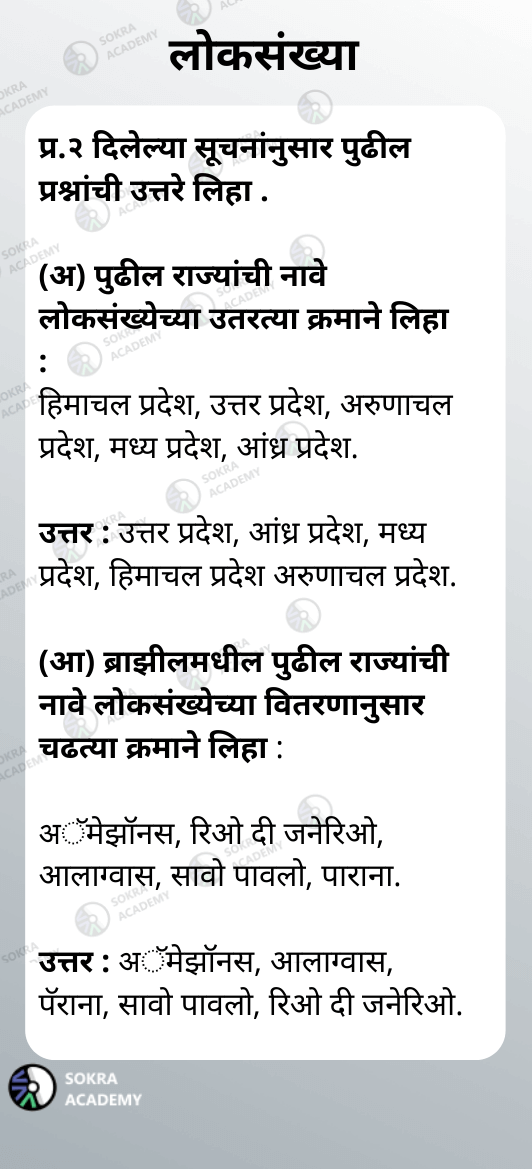 लोकसंख्या
प्र.२ दिलेल्या सूचनांनुसार पुढील
प्रश्नांची उत्तरे लिहा .
(अ) पुढील राज्यांची नावे
लोकसंख्येच्या उतरत्या क्रमाने लिहा
:
हिमाचल प्रदेश, उत्तर प्रदेश, अरुणाचल
प्रदेश, मध्य प्रदेश, आंध्र प्रदेश.
उत्तर : उत्तर प्रदेश, आंध्र प्रदेश, मध्य
प्रदेश, हिमाचल प्रदेश अरुणाचल प्रदेश.
(आ) ब्राझीलमधील पुढील राज्यांची
नावे लोकसंख्येच्या वितरणानुसार
चढत्या क्रमाने लिहा :
अॅमेझॉनस, रिओ दी जनेरिओ,
आलाग्वास, सावो पावलो, पाराना.
उत्तर : अॅमेझॉनस, आलाग्वास,
पॅराना, सावो पावलो, रिओ दी जनेरिओ.
SOKRA
ACADEMY